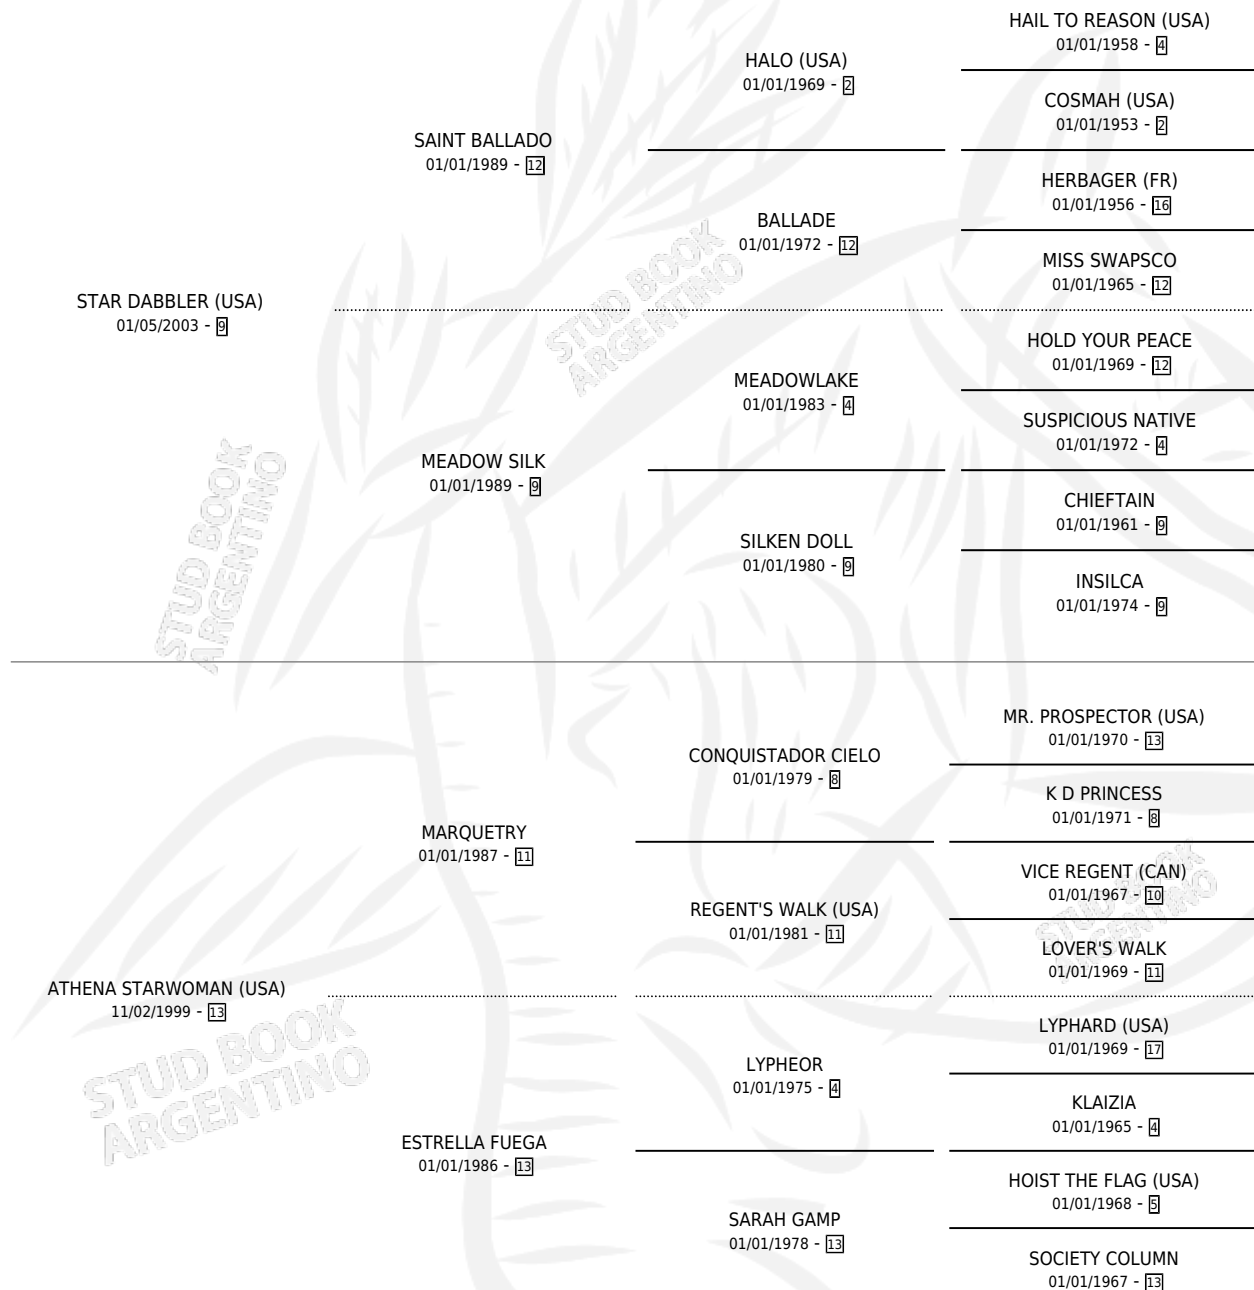 HAIL TO REASON (USA)
01/01/1958 - 4
HALO (USA)
01/01/1969 - 2
COSMAH (USA)
01/01/1953 - 2
SAINT BALLADO
01/01/1989 - 12
HERBAGER (FR)
01/01/1956 - 16
BALLADE
01/01/1972 - 12
MISS SWAPSCO
01/01/1965 - 12
STAR DABBLER (USA)
01/05/2003 - 9
HOLD YOUR PEACE
01/01/1969 - 12
MEADOWLAKE
01/01/1983 - 4
SUSPICIOUS NATIVE
01/01/1972 - 4
MEADOW SILK
01/01/1989 - 9
CHIEFTAIN
01/01/1961 - 9
SILKEN DOLL
01/01/1980 - 9
INSILCA
01/01/1974 - 9
STUD BOOK
ARGENTINO
STUD BOOK
ARGENTINO
MR. PROSPECTOR (USA)
01/01/1970 - 13
CONQUISTADOR CIELO
01/01/1979 - 8
K D PRINCESS
01/01/1971 - 8
MARQUETRY
01/01/1987 - 11
VICE REGENT (CAN)
01/01/1967 - 10
REGENT'S WALK (USA)
01/01/1981 - 11
LOVER'S WALK
01/01/1969 - 11
ATHENA STARWOMAN (USA)
11/02/1999 - 13
LYPHARD (USA)
01/01/1969 - 17
LYPHEOR
01/01/1975 - 4
KLAIZIA
01/01/1965 - 4
ESTRELLA FUEGA
01/01/1986 - 13
HOIST THE FLAG (USA)
01/01/1968 - 5
SARAH GAMP
01/01/1978 - 13
SOCIETY COLUMN
01/01/1967 - 13
STUD BOOK
ARGENTINO
STUD BOOK
ARGENTINO